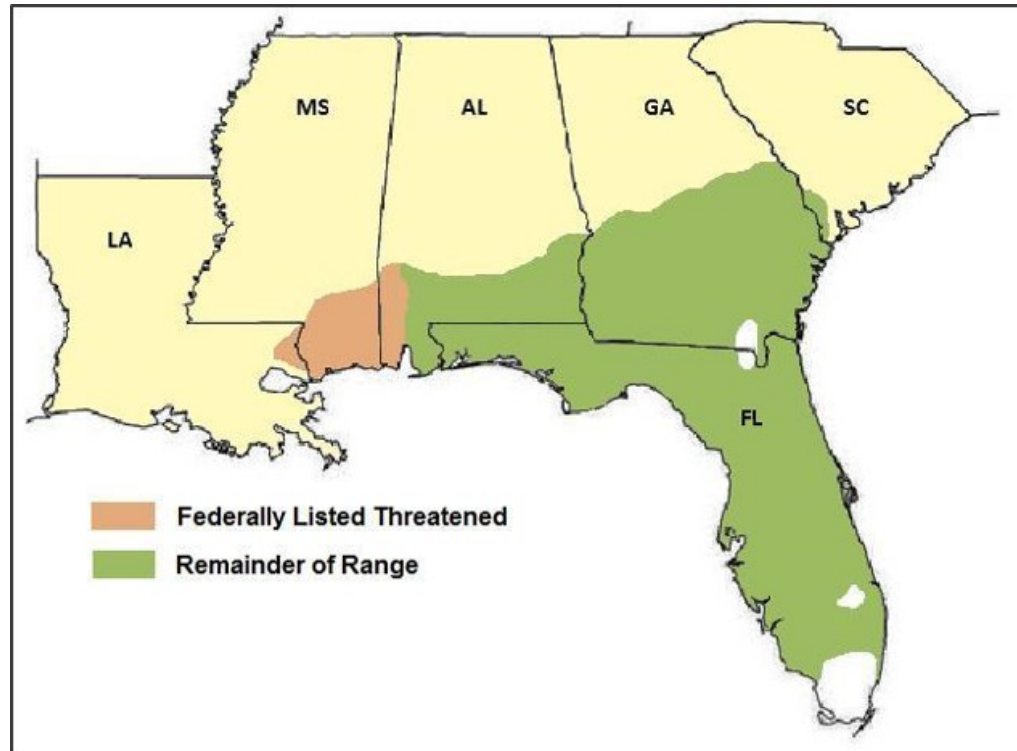 MS
AL
GA
SC
LA
FL
Federally Listed Threatened
Remainder of Range